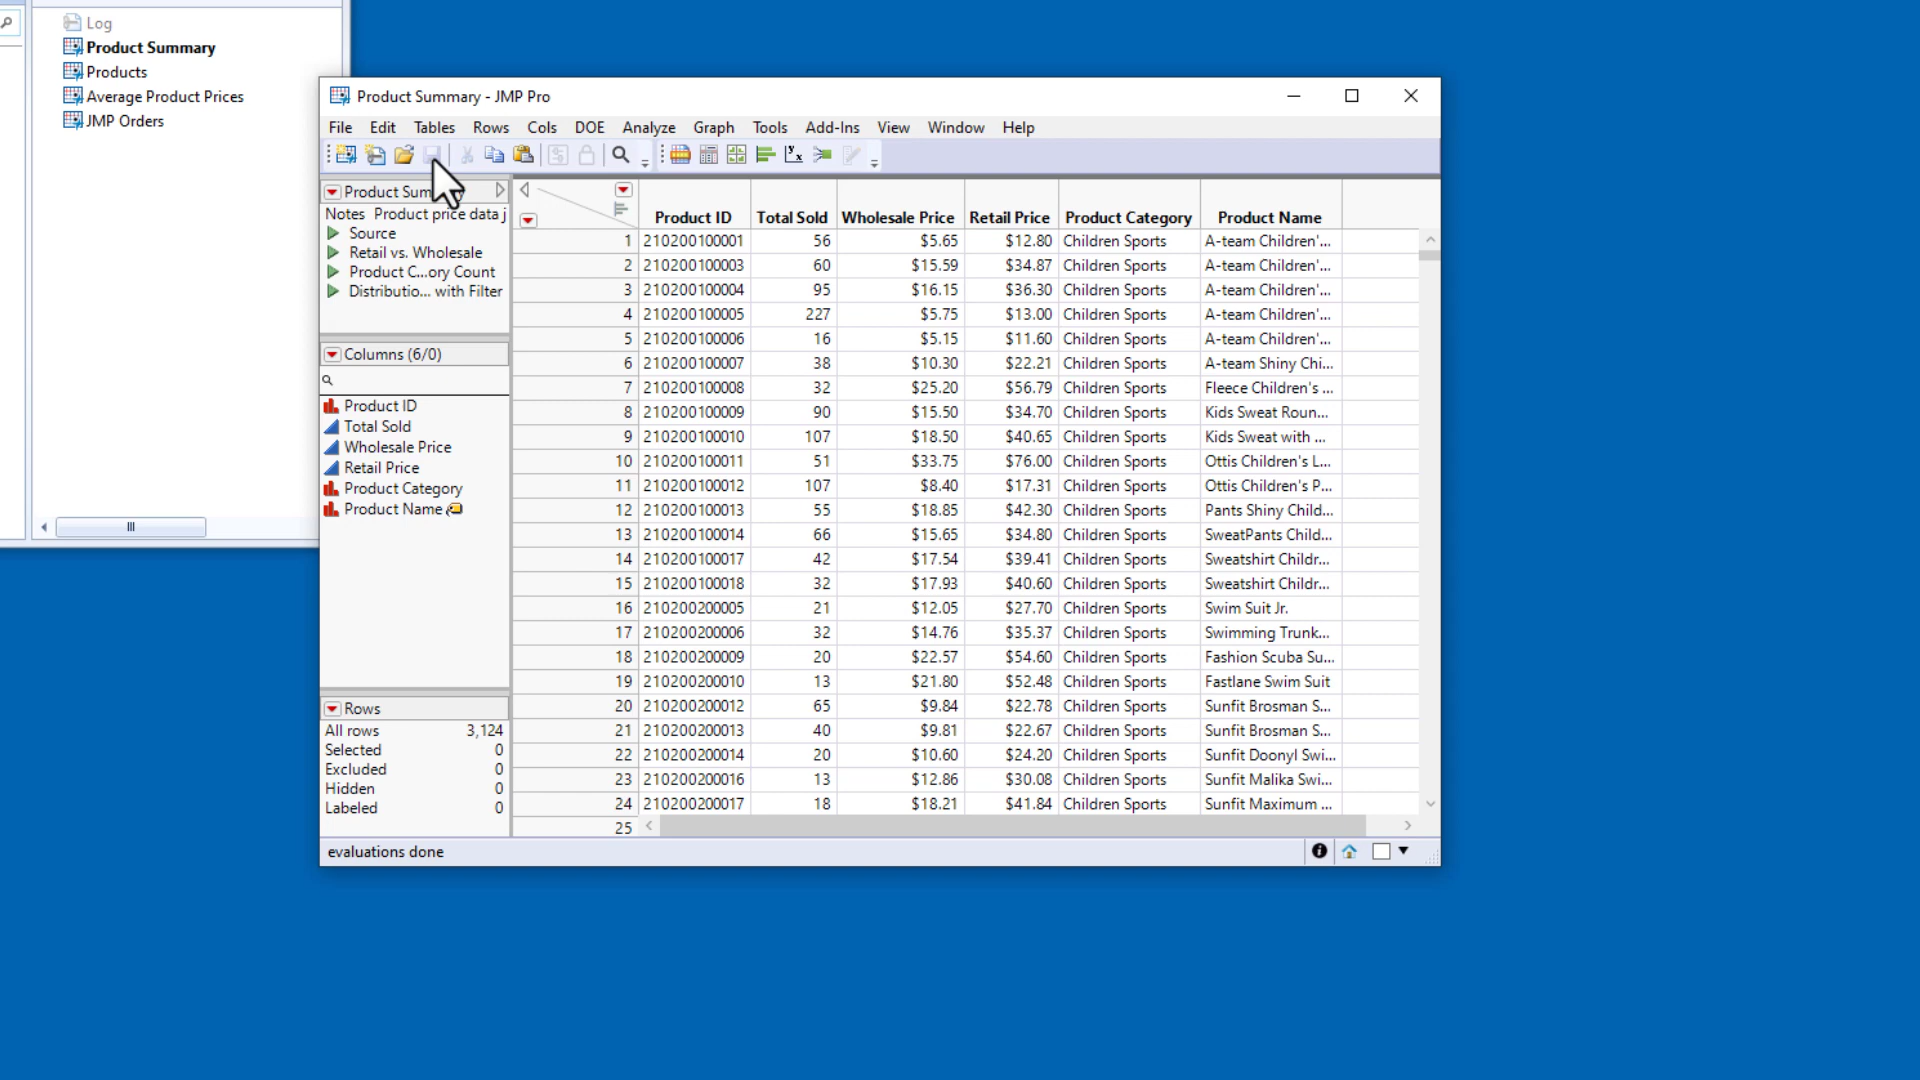 Log
Product Summary
Products
Average Product Prices
JMP Orders
Product Summary - JMP Pro
File Edit Tables Rows Cols DOE Analyze Graph Tools Add-Ins View Window Help
Product Sum
Notes Product price data j
Source
Retail vs. Wholesale
Product C...ory Count
Distributio... with Filter
Columns (6/0)
Product ID
Total Sold
Wholesale Price
Retail Price
Product Category
Product Name
Rows
All rows 3,124
Selected 0
Excluded 0
Hidden 0
Labeled 0
Product ID Total Sold Wholesale Price Retail Price Product Category Product Name
1 210200100001 56 $5.65 $12.80 Children Sports A-team Children'...
2 210200100003 60 $15.59 $34.87 Children Sports A-team Children'...
3 210200100004 95 $16.15 $36.30 Children Sports A-team Children'...
4 210200100005 227 $5.75 $13.00 Children Sports A-team Children'...
5 210200100006 16 $5.15 $11.60 Children Sports A-team Children'...
6 210200100007 38 $10.30 $22.21 Children Sports A-team Shiny Chi...
7 210200100008 32 $25.20 $56.79 Children Sports Fleece Children's ...
8 210200100009 90 $15.50 $34.70 Children Sports Kids Sweat Roun...
9 210200100010 107 $18.50 $40.65 Children Sports Kids Sweat with ...
10 210200100011 51 $33.75 $76.00 Children Sports Ottis Children's L...
11 210200100012 107 $8.40 $17.31 Children Sports Ottis Children's P...
12 210200100013 55 $18.85 $42.30 Children Sports Pants Shiny Child...
13 210200100014 66 $15.65 $34.80 Children Sports SweatPants Child...
14 210200100017 42 $17.54 $39.41 Children Sports Sweatshirt Childr...
15 210200100018 32 $17.93 $40.60 Children Sports Sweatshirt Childr...
16 210200200005 21 $12.05 $27.70 Children Sports Swim Suit Jr.
17 210200200006 32 $14.76 $35.37 Children Sports Swimming Trunk...
18 210200200009 20 $22.57 $54.60 Children Sports Fashion Scuba Su...
19 210200200010 13 $21.80 $52.48 Children Sports Fastlane Swim Suit
20 210200200012 65 $9.84 $22.78 Children Sports Sunfit Brosman S...
21 210200200013 40 $9.81 $22.67 Children Sports Sunfit Brosman S...
22 210200200014 20 $10.60 $24.20 Children Sports Sunfit Doonyl Swi...
23 210200200016 13 $12.86 $30.08 Children Sports Sunfit Malika Swi...
24 210200200017 18 $18.21 $41.84 Children Sports Sunfit Maximum ...
25
evaluations done